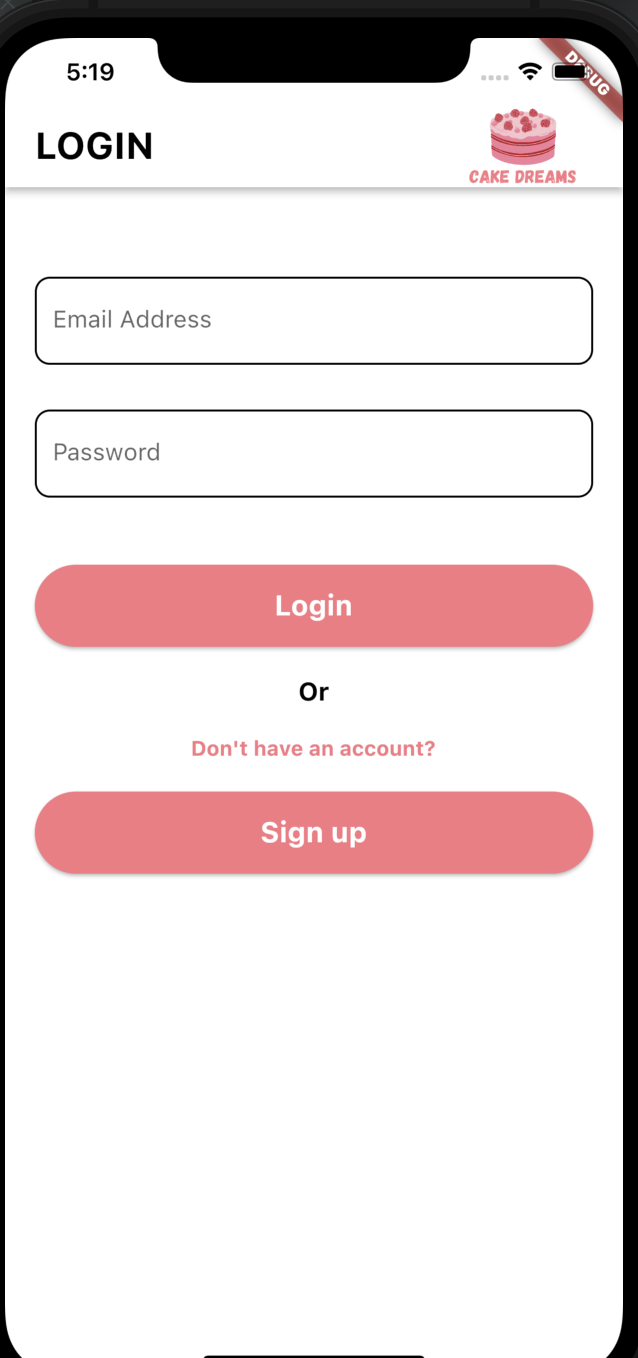 5:19
DEBUG
LOGIN
CAKE DREAMS
Email Address
Password
Login
Or
Don't have an account?
Sign up